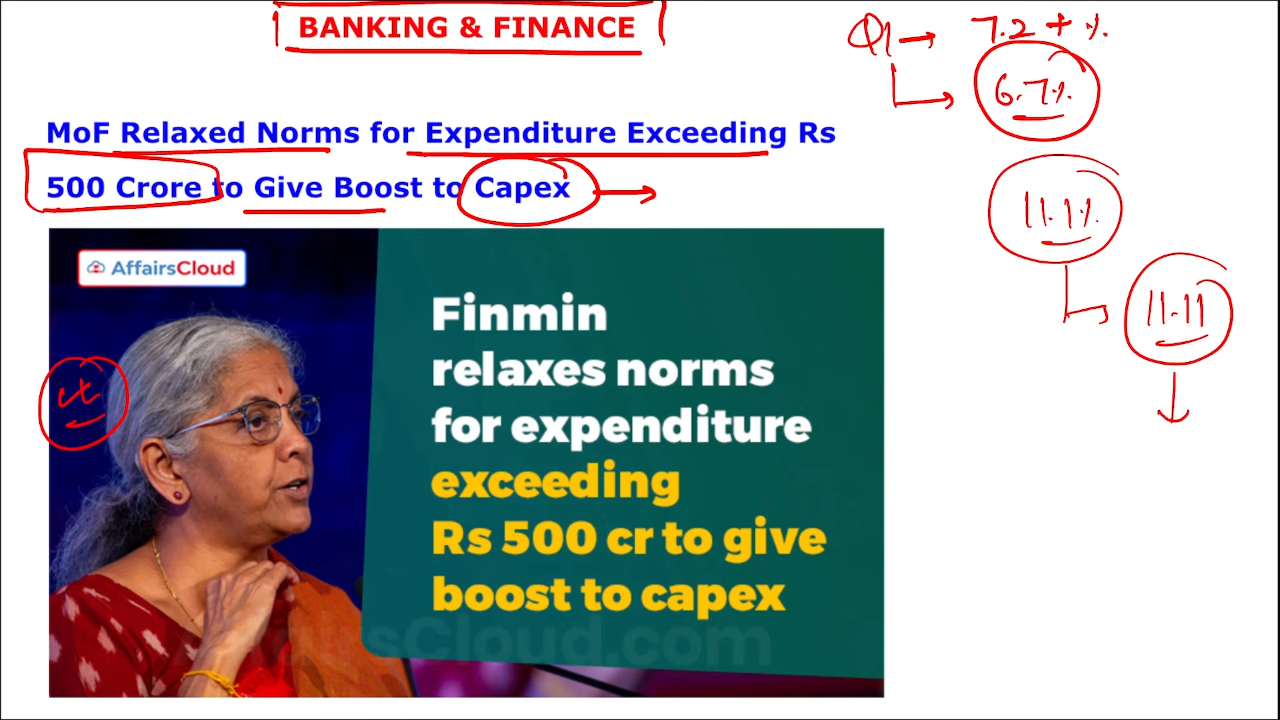 BANKING & FINANCE
Q1 → 7.2 + %.
6.7%.
MoF Relaxed Norms for Expenditure Exceeding Rs
500 Crore to Give Boost to Capex
11.1%.
11.11
AffairsCloud
Finmin
relaxes norms
for expenditure
exceeding
Rs 500 cr to give
boost to capex
AffairsCloud.com